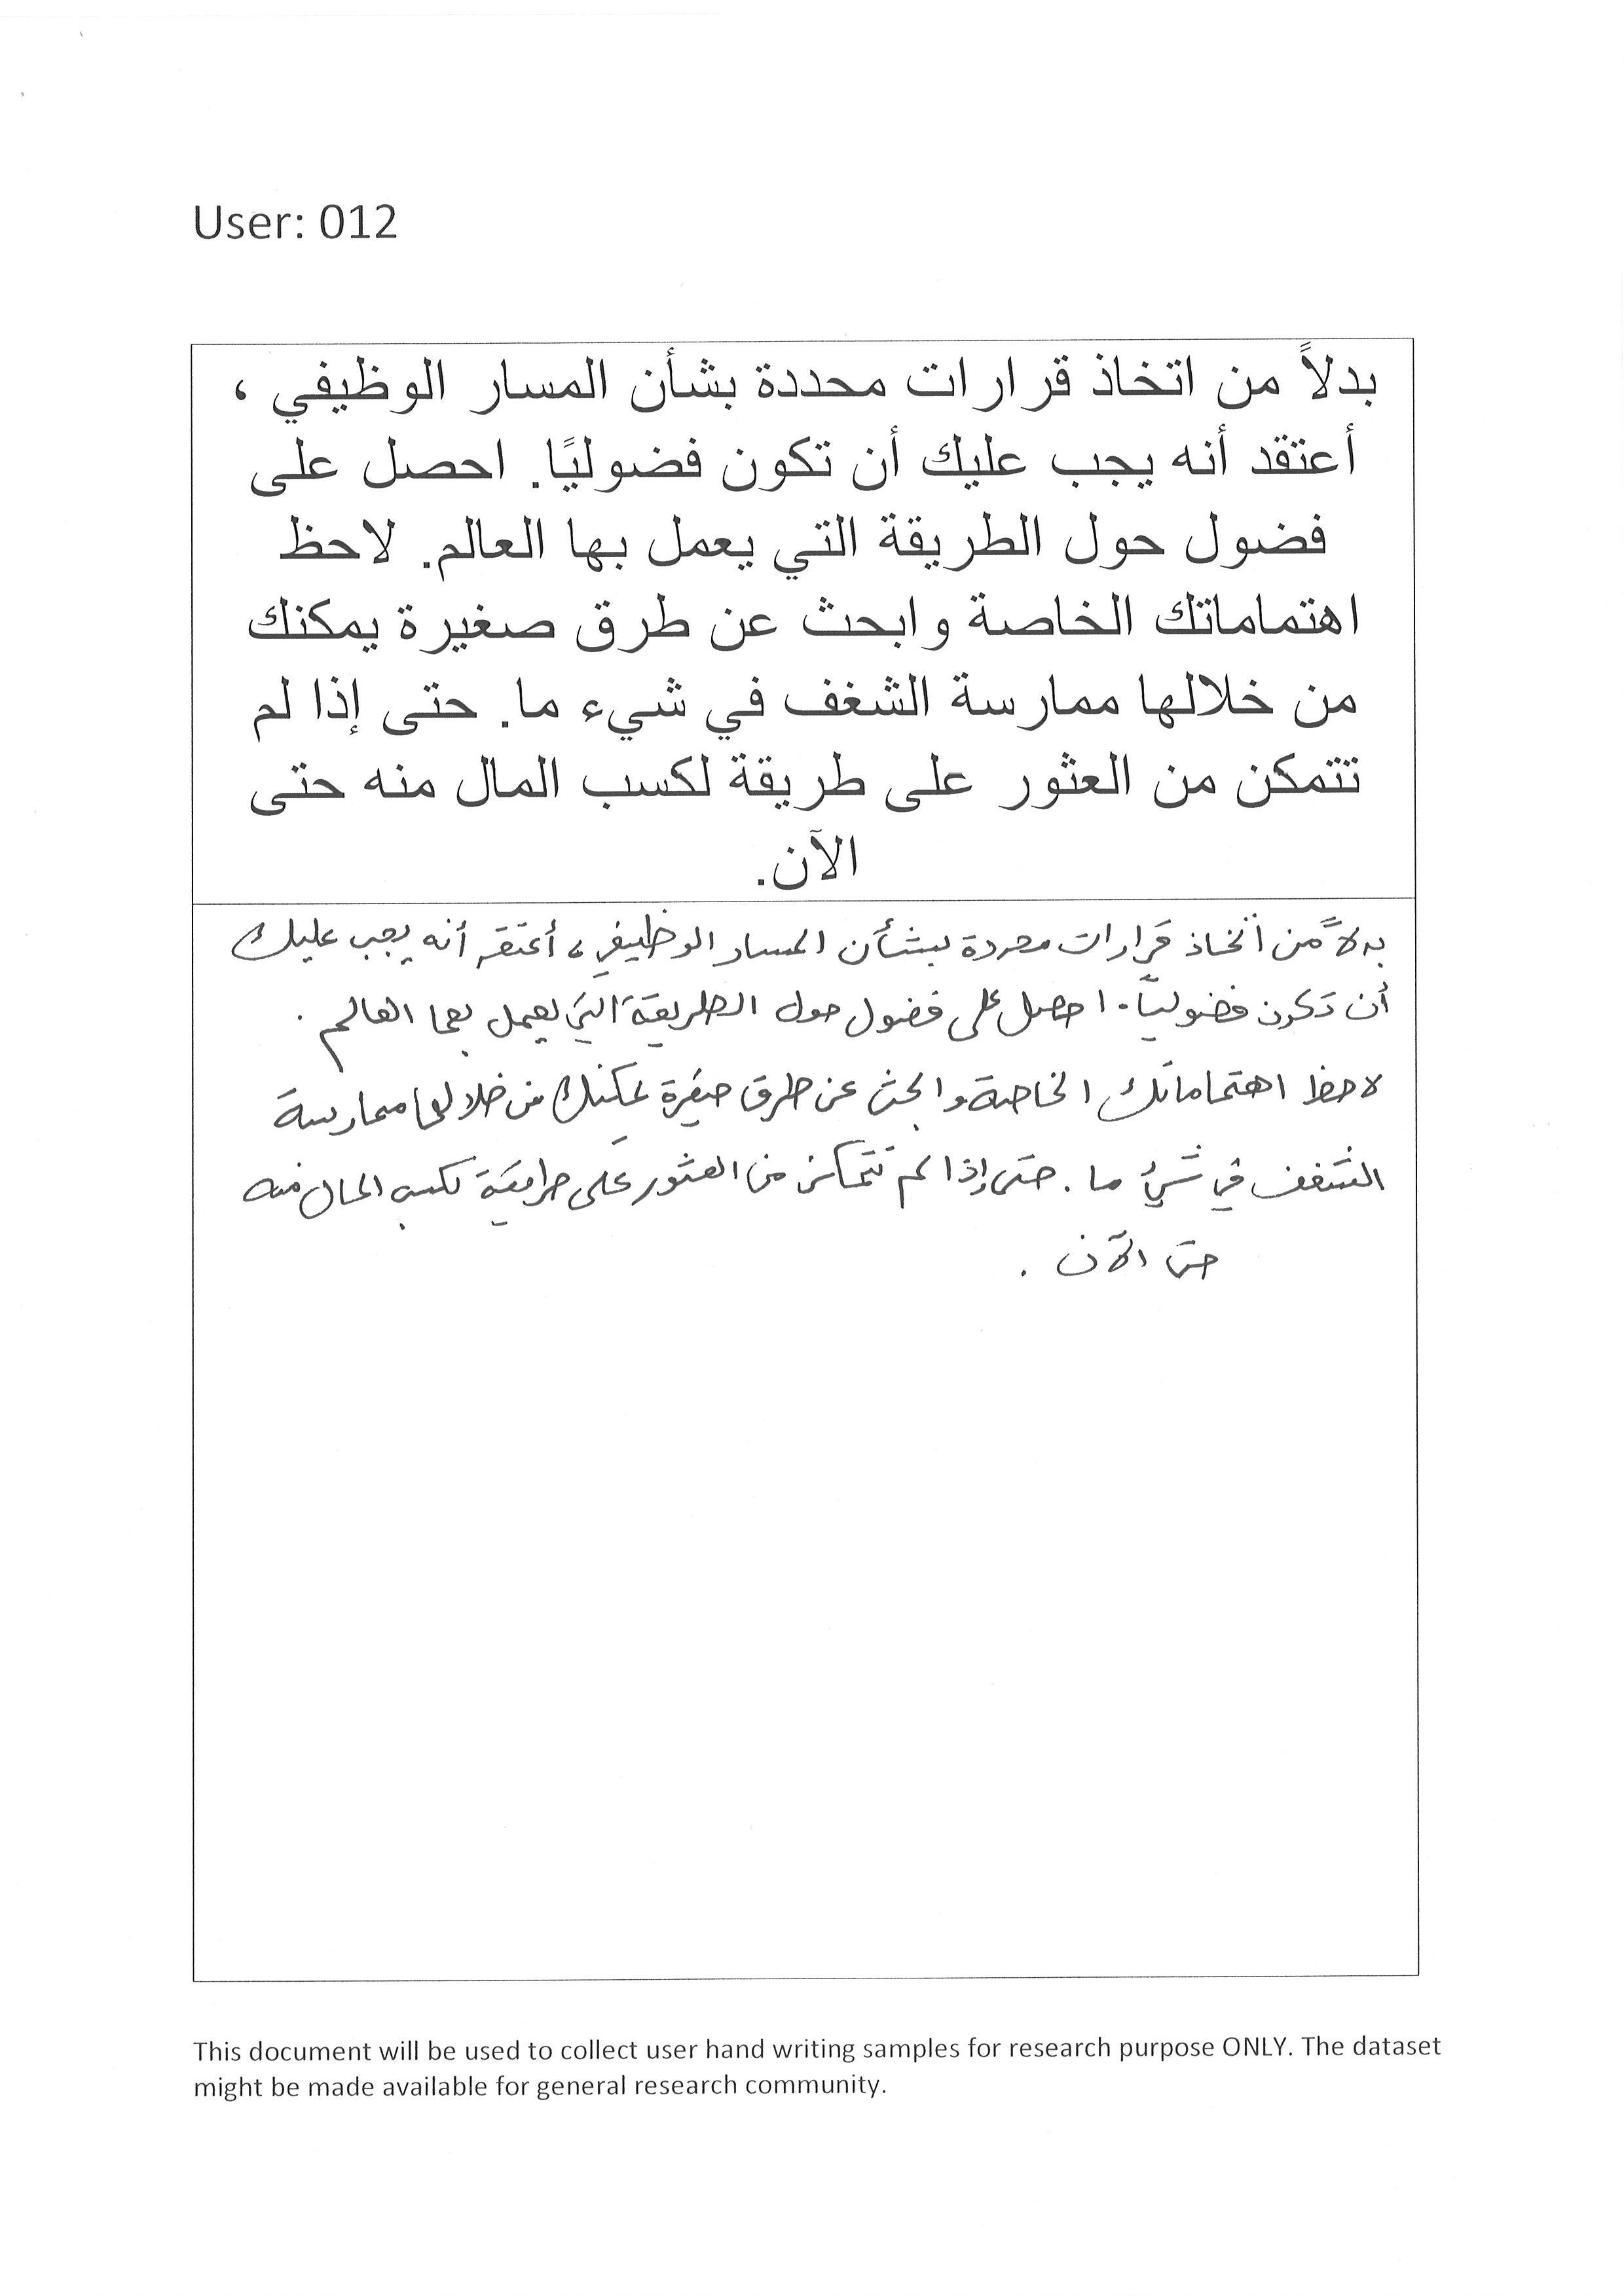 User: 012
بدلاً من اتخاذ قرارات محددة بشأن المسار الوظيفي ،
أعتقد أنه يجب عليك أن تكون فضوليًا. احصل على
فضول حول الطريقة التي يعمل بها العالم. لاحظ
اهتماماتك الخاصة وابحث عن طرق صغيرة يمكنك
من خلالها ممارسة الشغف في شيء ما. حتى إذا لم
تتمكن من العثور على طريقة لكسب المال منه حتى
الآن.
بدلاً من اتخاذ قرارات محددة بشأن المسار الوظيفي ، أعتقد أنه يجب عليك
أن تكون فضولياً. احصل على فضول حول الطريقة التي يعمل بها العالم .
لاحظ اهتماماتك الخاصة وابحث عن طرق صغيرة يمكنك من خلالها ممارسة
الشغف في شيء ما . حتى إذا لم تتمكن من العثور على طريقة لكسب المال منه
حتى الآن .
This document will be used to collect user hand writing samples for research purpose ONLY. The dataset
might be made available for general research community.